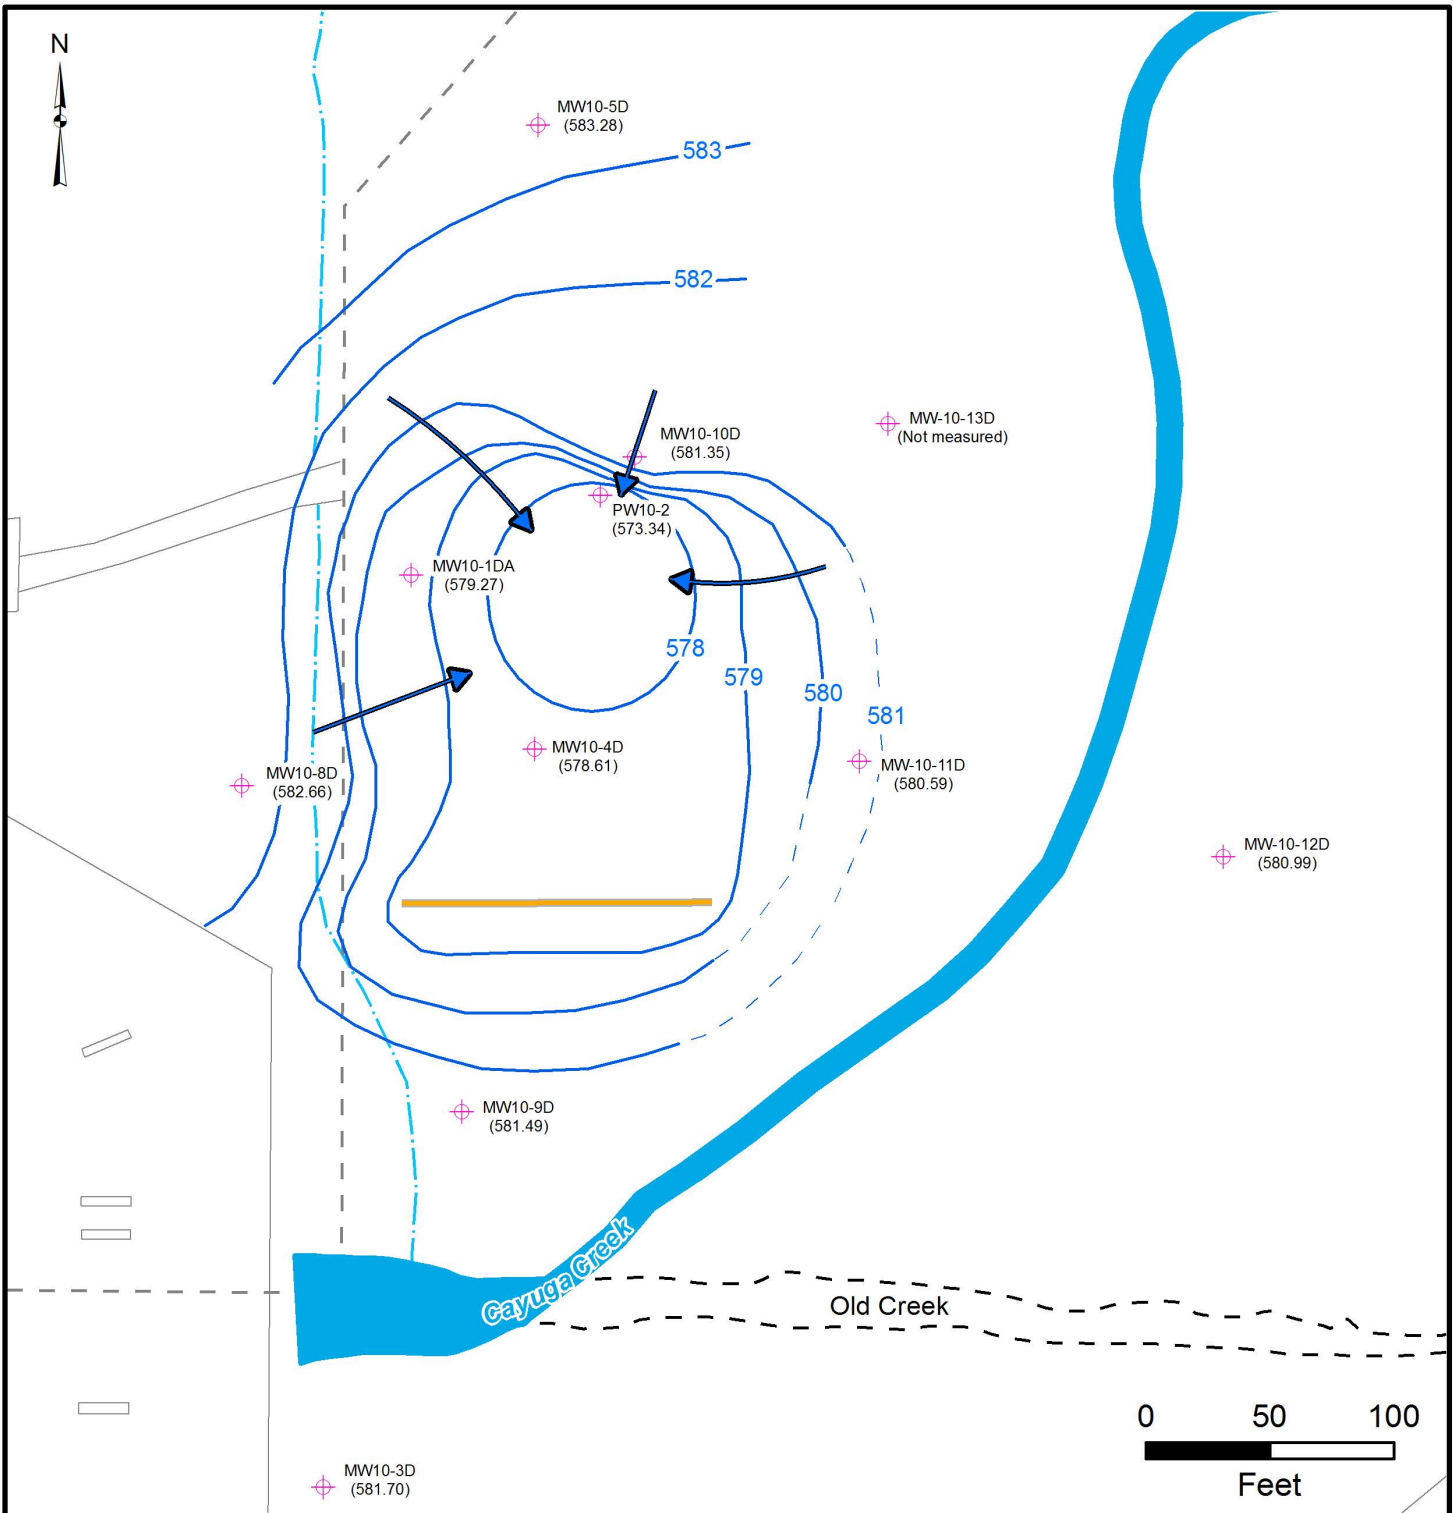 N
MW10-5D
(583.28)
583
582
MW-10-13D
(Not measured)
MW10-10D
(581.35)
PW10-2
(573.34)
MW10-1DA
(579.27)
578
579
580
581
MW10-4D
(578.61)
MW-10-11D
(580.59)
MW10-8D
(582.66)
MW-10-12D
(580.99)
MW10-9D
(581.49)
Cayuga Creek
Old Creek
0 50 100
Feet
MW10-3D
(581.70)